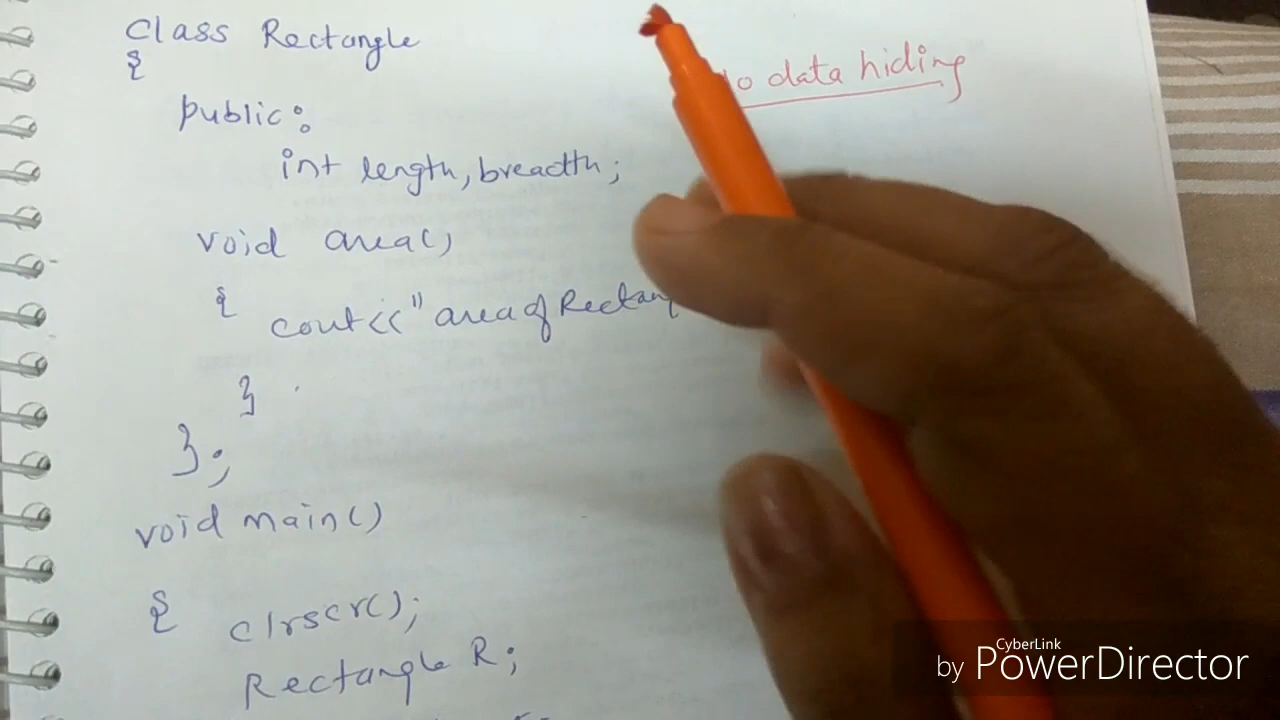 Class Rectangle
{
data hiding
public:
int length, breadth;
void area()
{ cout<<"area of Rectang
}
};
void main()
{ clrscr();
Rectangle R;
CyberLink
by PowerDirector